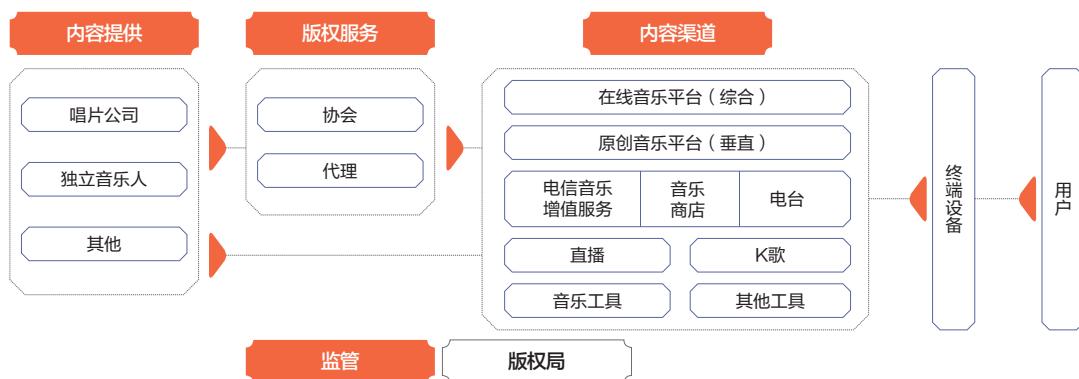 内容提供
版权服务
内容渠道
唱片公司
独立音乐人
其他
协会
代理
在线音乐平台（综合）
原创音乐平台（垂直）
电信音乐
增值服务
音乐
商店
电台
直播
K歌
音乐工具
其他工具
终端设备
用户
监管
版权局